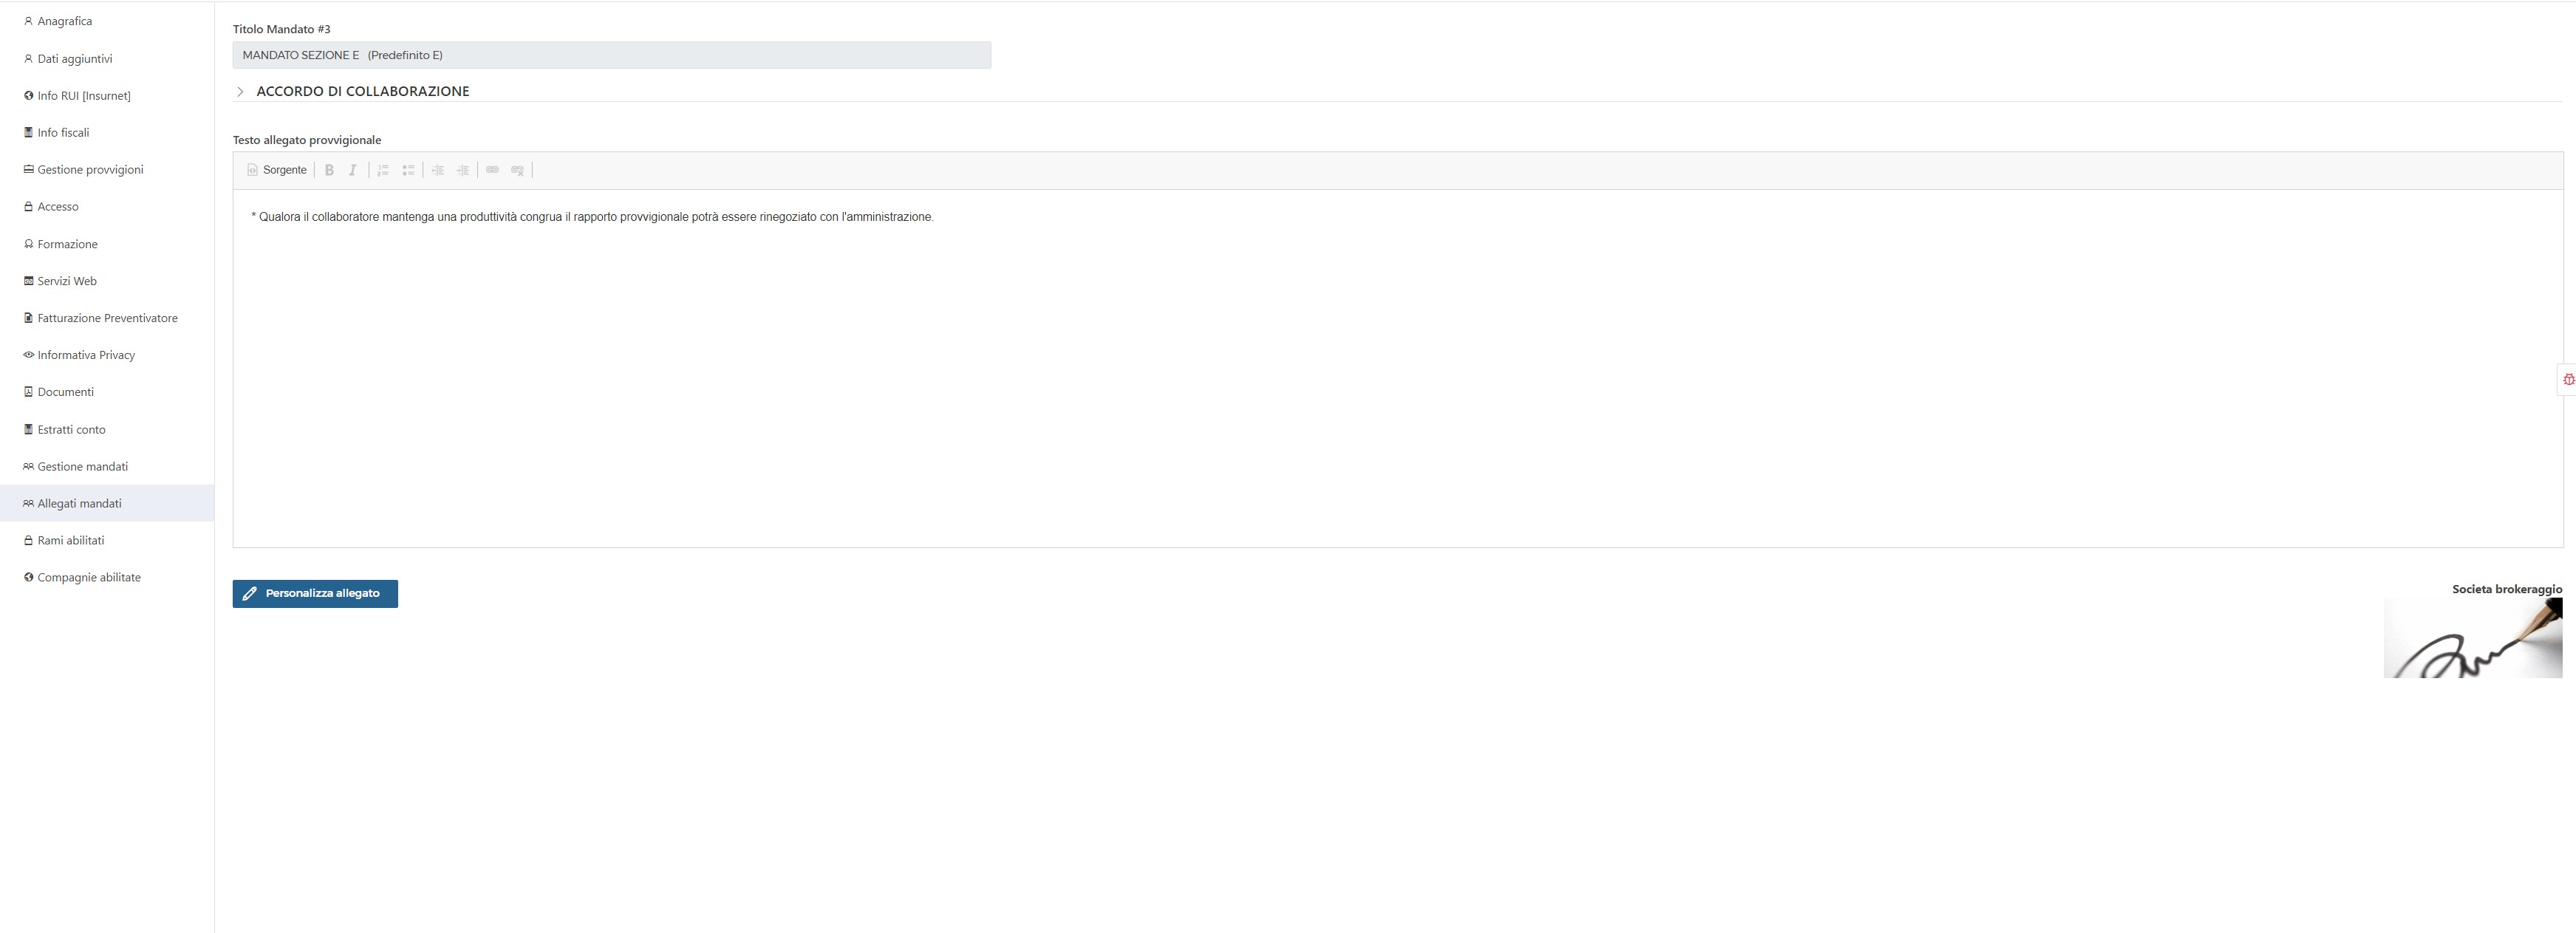 Anagrafica
Dati aggiuntivi
Info RUI [Insurnet]
Info fiscali
Gestione provvigioni
Accesso
Formazione
Servizi Web
Fatturazione Preventivatore
Informativa Privacy
Documenti
Estratti conto
Gestione mandati
Allegati mandati
Rami abilitati
Compagnie abilitate
Titolo Mandato #3
MANDATO SEZIONE E (Predefinito E)
ACCORDO DI COLLABORAZIONE
Testo allegato provvigionale
Sorgente
* Qualora il collaboratore mantenga una produttività congrua il rapporto provvigionale potrà essere rinegoziato con l'amministrazione.
Personalizza allegato
Societa brokeraggio